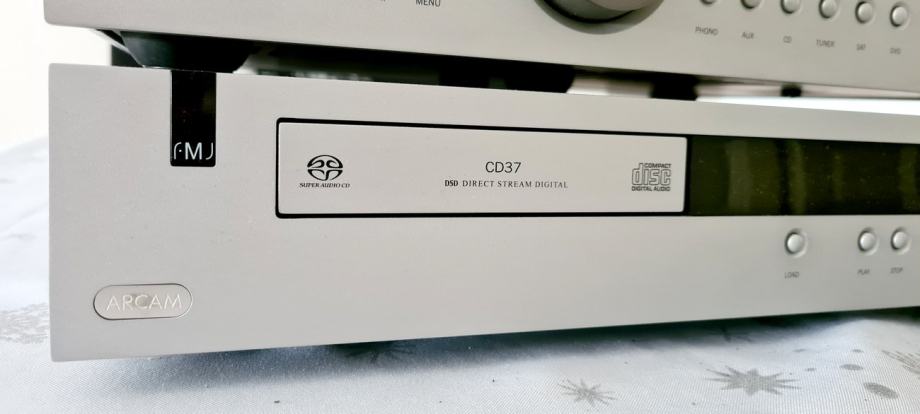 MENU
PHONO
AUX
CD
TUNER
SAT
DVD
FMJ
SUPER AUDIO CD
CD37
DSD DIRECT STREAM DIGITAL
COMPACT
disc
DIGITAL AUDIO
LOAD
PLAY
STOP
ARCAM